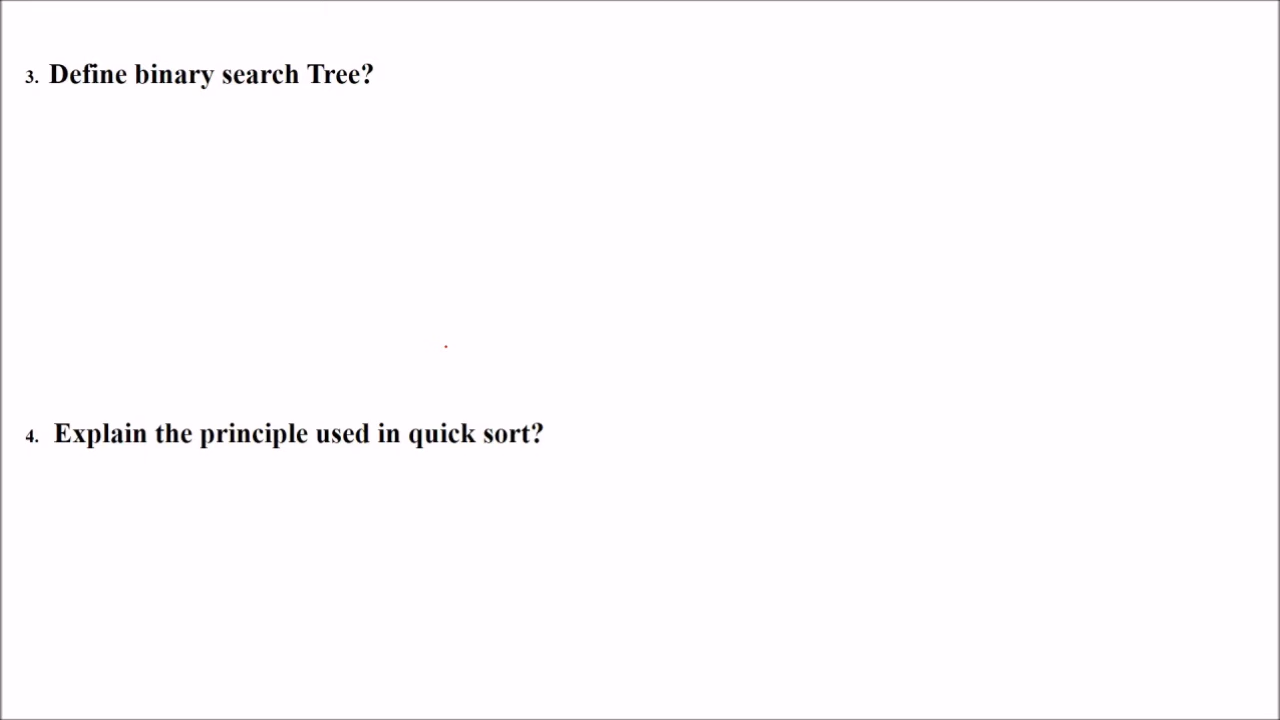 3. Define binary search Tree?
4. Explain the principle used in quick sort?